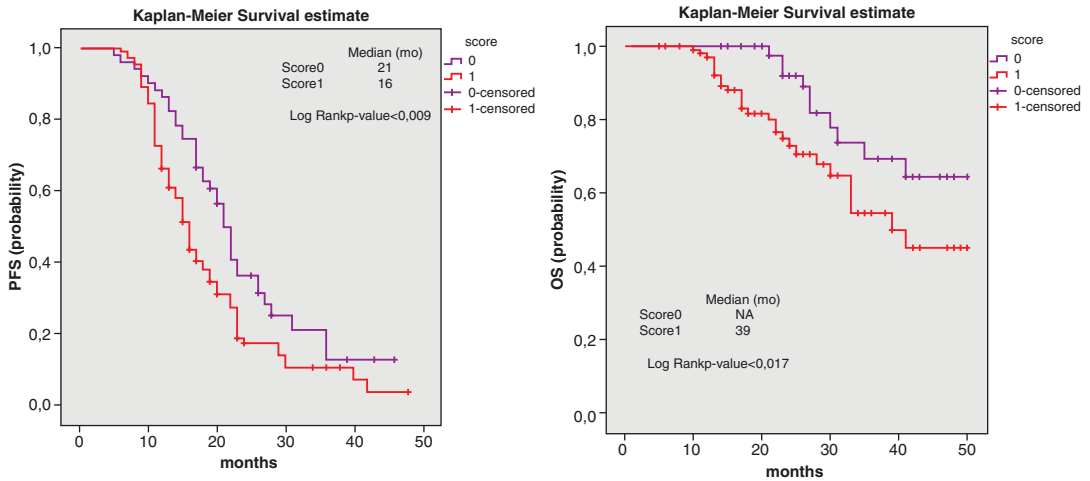 Kaplan-Meier Survival estimate
PFS (probability)
1,0
0,8
0,6
0,4
0,2
0,0
Median (mo)
Score0 21
Score1 16
Log Rankp-value<0,009
score
0
1
0-censored
1-censored
0 10 20 30 40 50
months
Kaplan-Meier Survival estimate
OS (probability)
1,0
0,8
0,6
0,4
0,2
0,0
Median (mo)
Score0 NA
Score1 39
Log Rankp-value<0,017
score
0
1
0-censored
1-censored
0 10 20 30 40 50
months